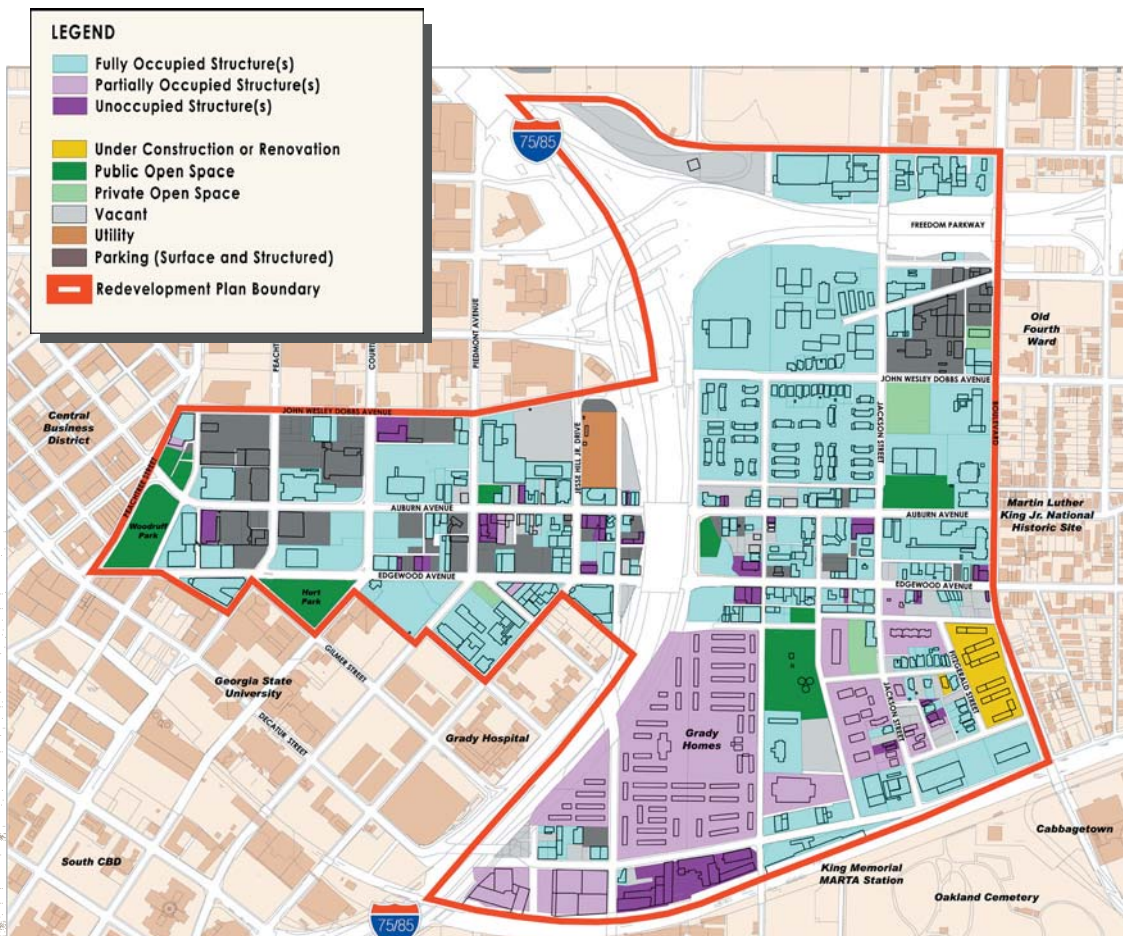 LEGEND
Fully Occupied Structure(s)
Partially Occupied Structure(s)
Unoccupied Structure(s)
Under Construction or Renovation
Public Open Space
Private Open Space
Vacant
Utility
Parking (Surface and Structured)
Redevelopment Plan Boundary
75/85
FREEDOM PARKWAY
PIEDMONT AVENUE
Old
Fourth
Ward
JOHN WESLEY DOBBS AVENUE
JOHN WESLEY DOBBS AVENUE
Central
Business
District
PEACHTREE STREET
JESSE HILL JR. DRIVE
JACKSON STREET
BOULEVARD
Woodruff
Park
AUBURN AVENUE
AUBURN AVENUE
Martin Luther
King Jr. National
Historic Site
EDGEWOOD AVENUE
EDGEWOOD AVENUE
Hurt
Park
GILMER STREET
Georgia State
University
DECATUR STREET
Grady Hospital
Grady
Homes
JACKSON STREET
FITZGERALD STREET
South CBD
King Memorial
MARTA Station
Cabbagetown
Oakland Cemetery
75/85